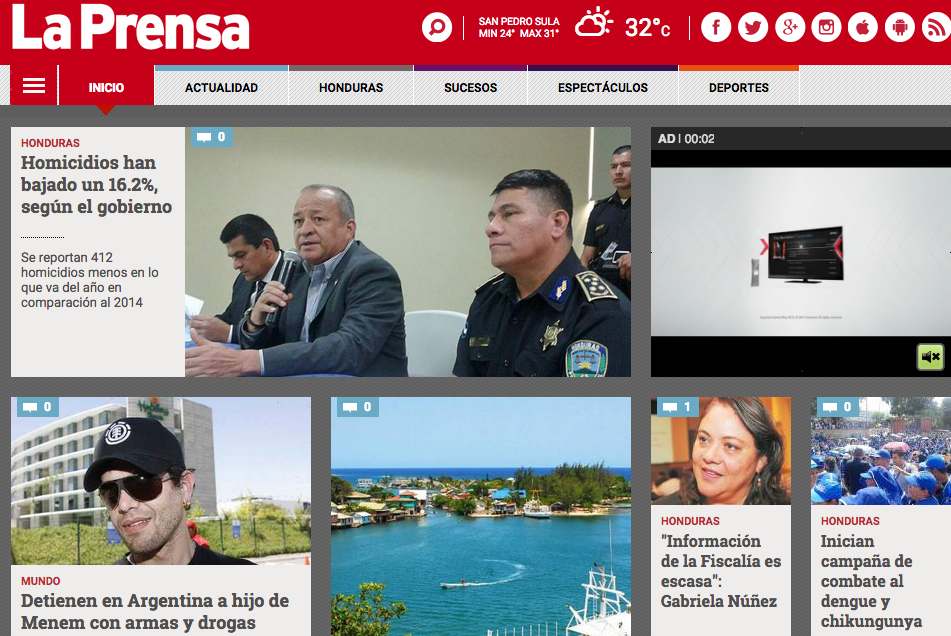 La Prensa
SAN PEDRO SULA
MIN 24° MAX 31°
32°C
INICIO
ACTUALIDAD
HONDURAS
SUCESOS
ESPECTÁCULOS
DEPORTES
HONDURAS
Homicidios han
bajado un 16.2%,
según el gobierno
Se reportan 412
homicidios menos en lo
que va del año en
comparación al 2014
0
HONDURAS
AD | 00:02
0
MUNDO
Detienen en Argentina a hijo de
Menem con armas y drogas
0
1
HONDURAS
"Información
de la Fiscalía es
escasa":
Gabriela Núñez
0
HONDURAS
Inician
campaña de
combate al
dengue y
chikungunya